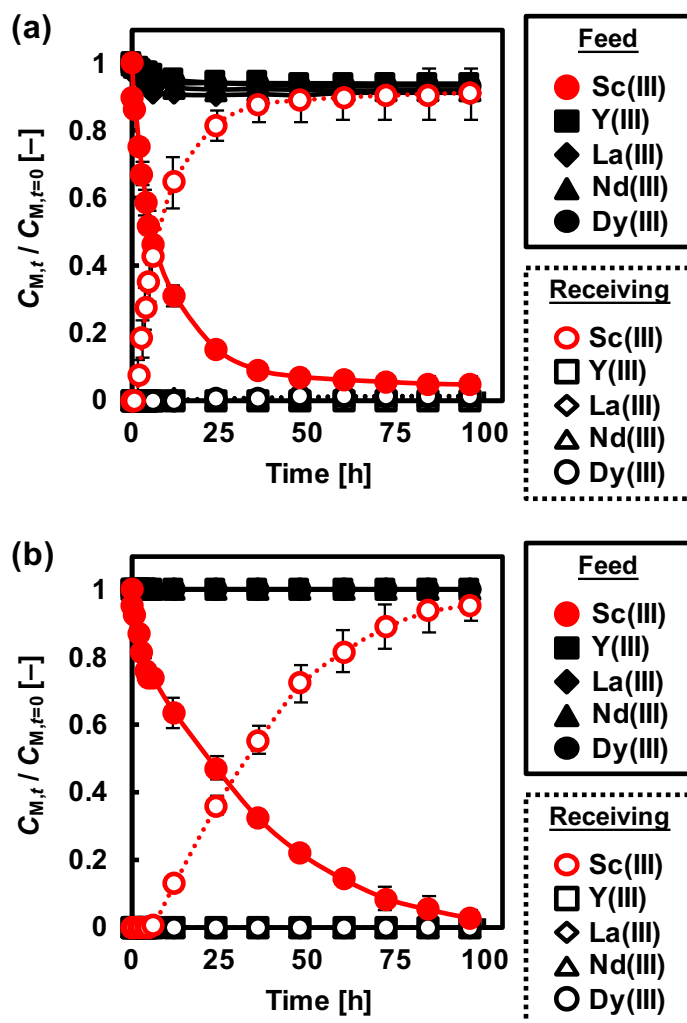 (a)
C_M,t / C_M,t=0 [–]
1
0.8
0.6
0.4
0.2
0
0 25 50 75 100
Time [h]
Feed
Sc(III)
Y(III)
La(III)
Nd(III)
Dy(III)
Receiving
Sc(III)
Y(III)
La(III)
Nd(III)
Dy(III)
(b)
C_M,t / C_M,t=0 [–]
1
0.8
0.6
0.4
0.2
0
0 25 50 75 100
Time [h]
Feed
Sc(III)
Y(III)
La(III)
Nd(III)
Dy(III)
Receiving
Sc(III)
Y(III)
La(III)
Nd(III)
Dy(III)